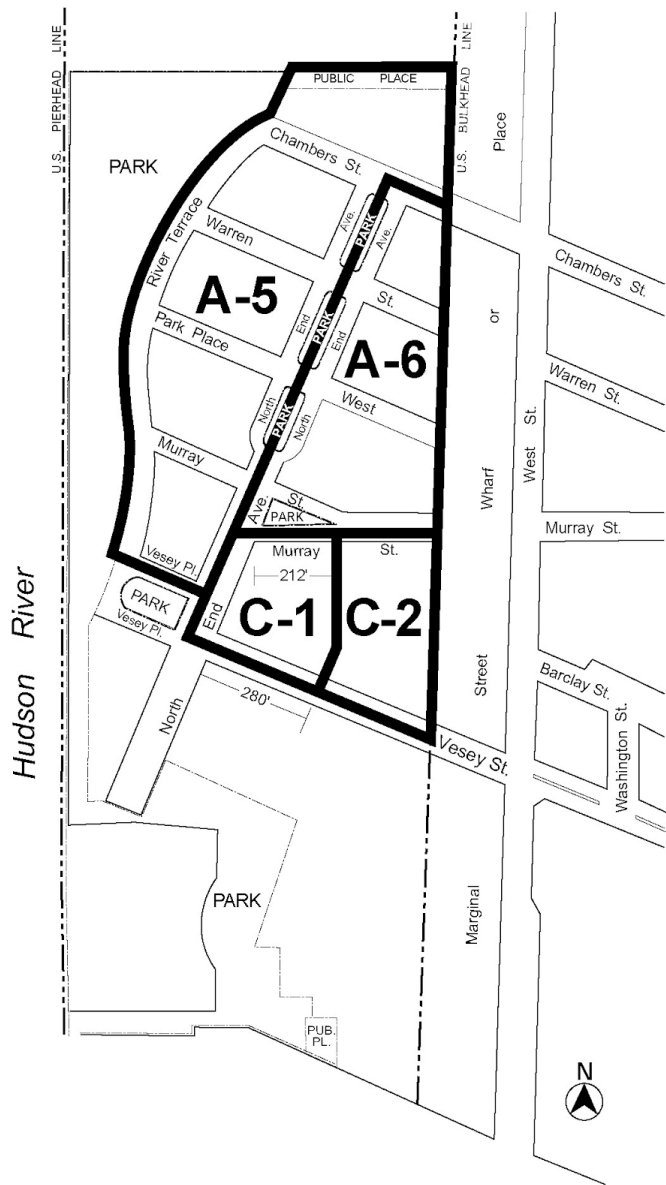 U.S. PIERHEAD LINE
U.S. BULKHEAD LINE
PUBLIC PLACE
Place
PARK
Chambers St.
Chambers St.
River Terrace
Warren
Ave.
PARK
Ave.
A-5
St.
or
Park Place
End
PARK
End
A-6
Warren St.
North
PARK
North
West
West St.
Murray
Ave.
St.
PARK
Wharf
Murray St.
Vesey Pl.
Murray St.
212'
PARK
Vesey Pl.
End
C-1
C-2
Hudson River
280'
North
Street
Barclay St.
Washington St.
Vesey St.
PARK
Marginal
PUB.
PL.
N